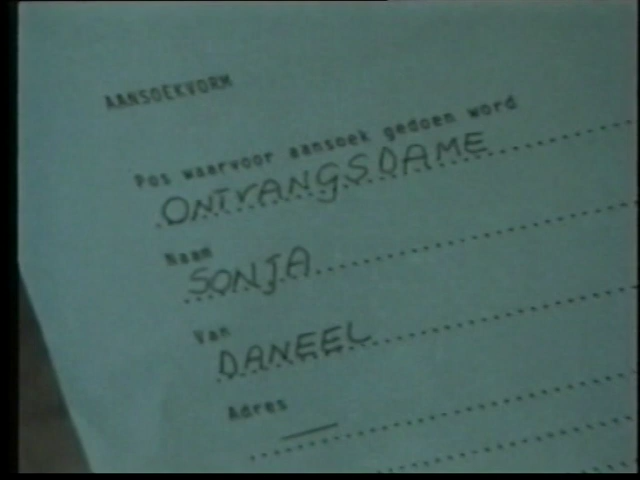 AANSOEKVORM
Pos waarvoor aansoek gedoen word
ONTVANGSDAME
Naam
SONJA
Van
DANEEL
Adres